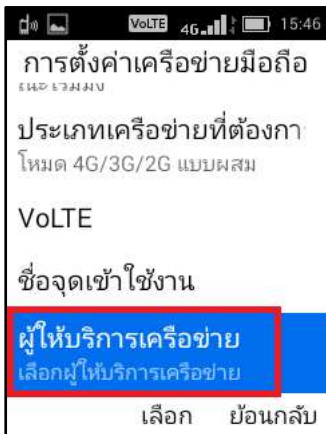 VoLTE 4G 15:46
การตั้งค่าเครือข่ายมือถือ
ประเภทเครือข่ายที่ต้องกา
โหมด 4G/3G/2G แบบผสม
VoLTE
ชื่อจุดเข้าใช้งาน
ผู้ให้บริการเครือข่าย
เลือกผู้ให้บริการเครือข่าย
เลือก ย้อนกลับ